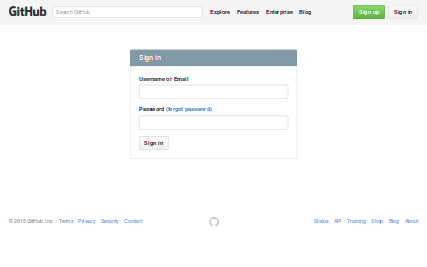 GitHub Search GitHub Explore Features Enterprise Blog Sign up Sign in
Sign in
Username or Email
Password (forgot password)
Sign in
© 2015 GitHub, Inc. Terms Privacy Security Contact Status API Training Shop Blog About